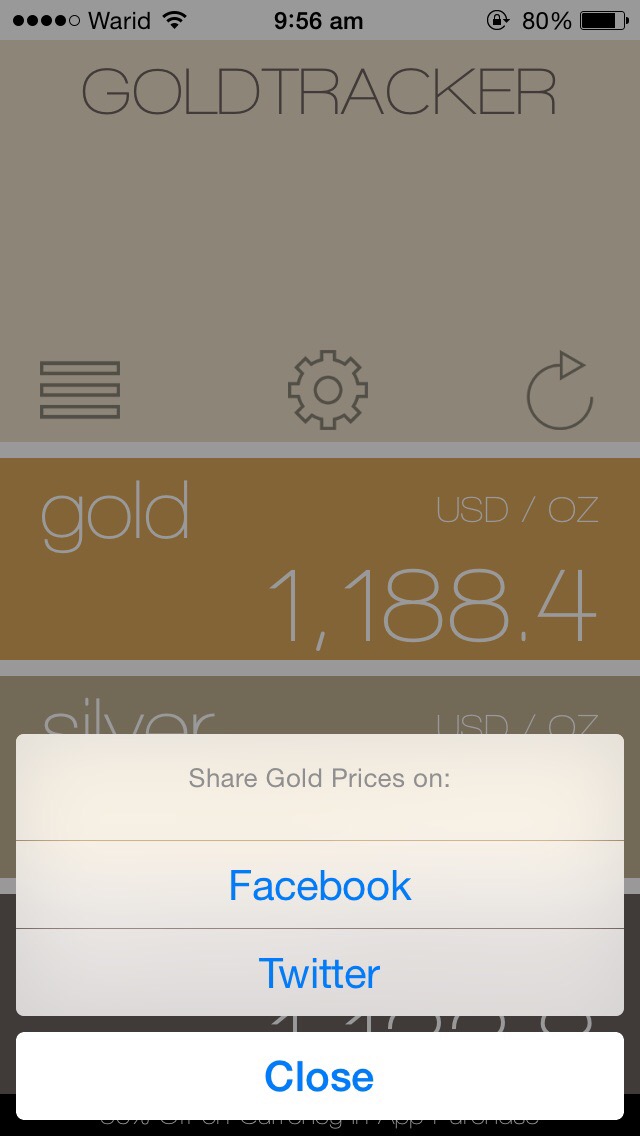 Warid 9:56 am 80%
GOLDTRACKER
gold USD / OZ
1,188.4
silver USD / OZ
Share Gold Prices on:
Facebook
Twitter
Close